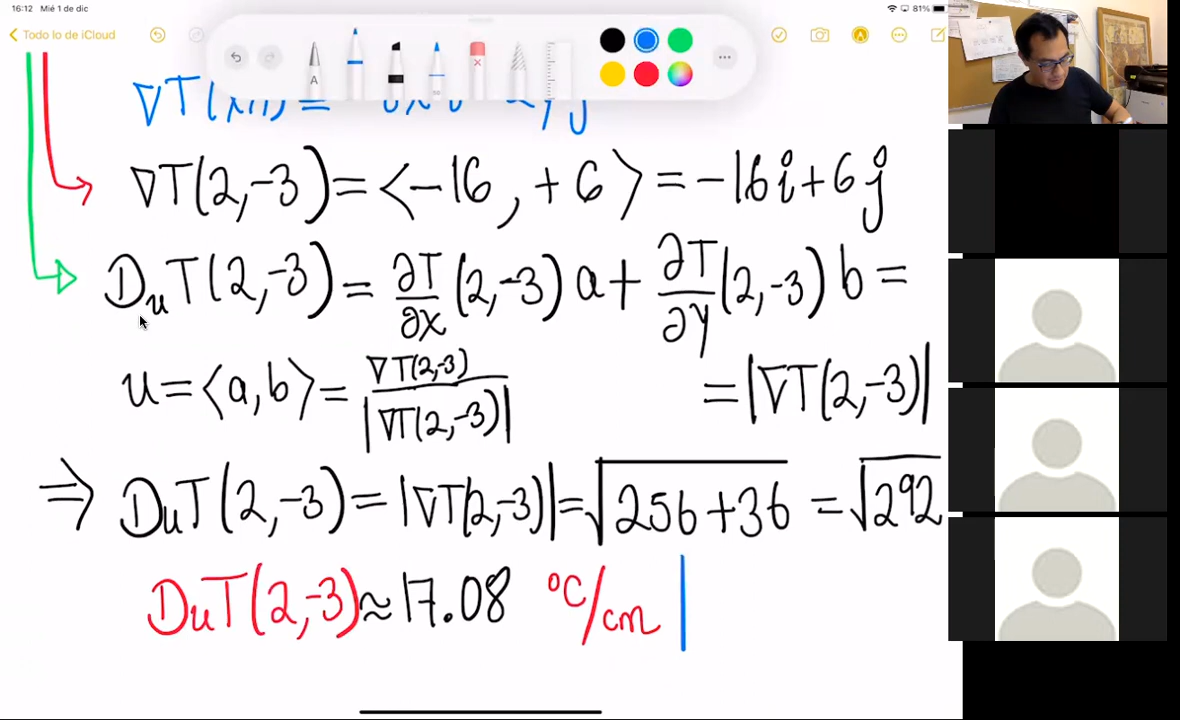 16:12 Mié 1 de dic 81%
Todo lo de iCloud
A
∇T(2,-3)=⟨-16, +6⟩=-16i+6j
DuT(2,-3)=∂T/∂x(2,-3)a+∂T/∂y(2,-3)b=
u=⟨a,b⟩=∇T(2,-3)/|∇T(2,-3)| =|∇T(2,-3)|
⇒ DuT(2,-3)=|∇T(2,-3)|=√256+36=√292
DuT(2,-3)≈17.08 °C/cm